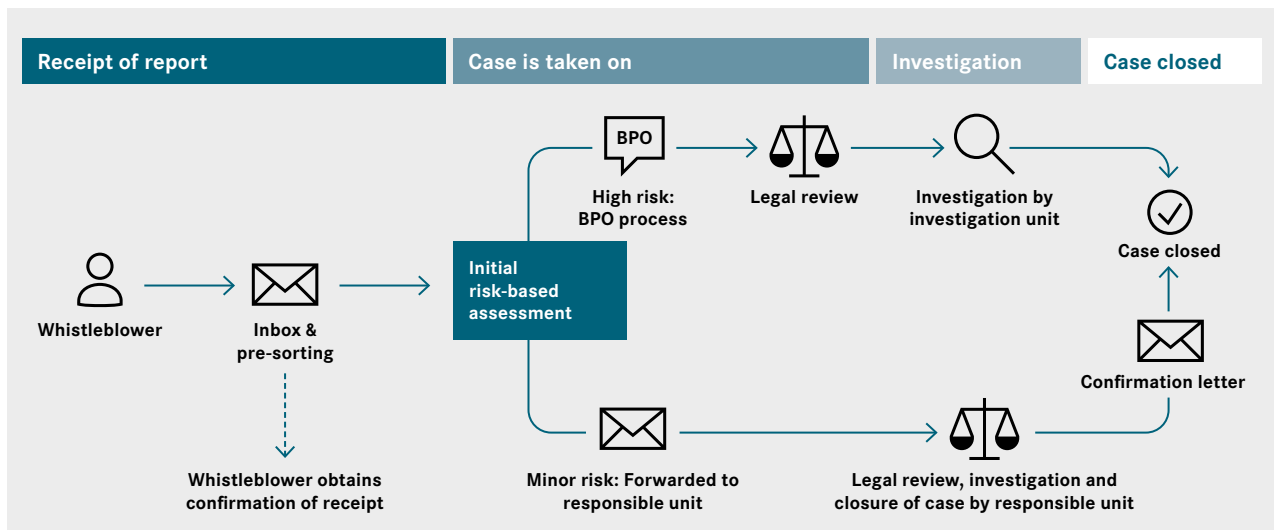 Receipt of report
Case is taken on
Investigation
Case closed
BPO
High risk:
BPO process
Legal review
Investigation by
investigation unit
Case closed
Initial
risk-based
assessment
Whistleblower
Inbox &
pre-sorting
Confirmation letter
Whistleblower obtains
confirmation of receipt
Minor risk: Forwarded to
responsible unit
Legal review, investigation and
closure of case by responsible unit